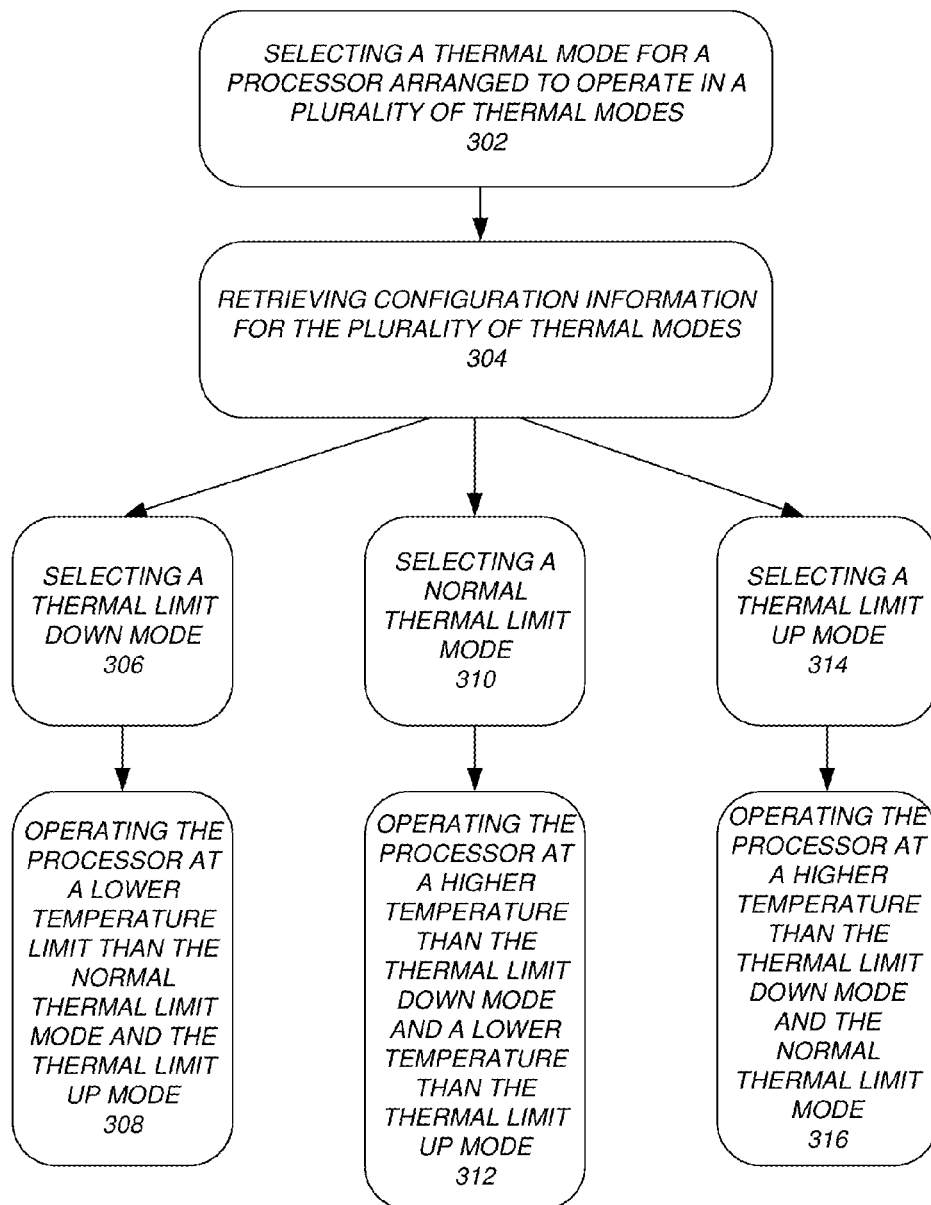 SELECTING A THERMAL MODE FOR A
PROCESSOR ARRANGED TO OPERATE IN A
PLURALITY OF THERMAL MODES
302
RETRIEVING CONFIGURATION INFORMATION
FOR THE PLURALITY OF THERMAL MODES
304
SELECTING A
THERMAL LIMIT
DOWN MODE
306
SELECTING A
NORMAL
THERMAL LIMIT
MODE
310
SELECTING A
THERMAL LIMIT
UP MODE
314
OPERATING THE
PROCESSOR AT
A LOWER
TEMPERATURE
LIMIT THAN THE
NORMAL
THERMAL LIMIT
MODE AND THE
THERMAL LIMIT
UP MODE
308
OPERATING THE
PROCESSOR AT
A HIGHER
TEMPERATURE
THAN THE
THERMAL LIMIT
DOWN MODE
AND A LOWER
TEMPERATURE
THAN THE
THERMAL LIMIT
UP MODE
312
OPERATING THE
PROCESSOR AT
A HIGHER
TEMPERATURE
THAN THE
THERMAL LIMIT
DOWN MODE
AND THE
NORMAL
THERMAL LIMIT
MODE
316